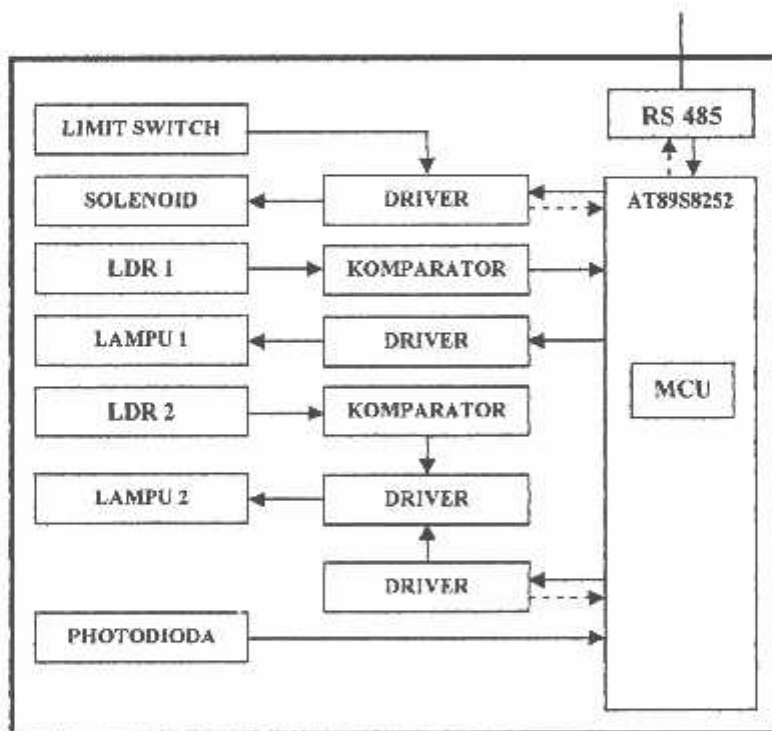 RS 485
LIMIT SWITCH
SOLENOID
DRIVER
AT89S8252
LDR 1
KOMPARATOR
LAMPU 1
DRIVER
MCU
LDR 2
KOMPARATOR
LAMPU 2
DRIVER
DRIVER
PHOTODIODA